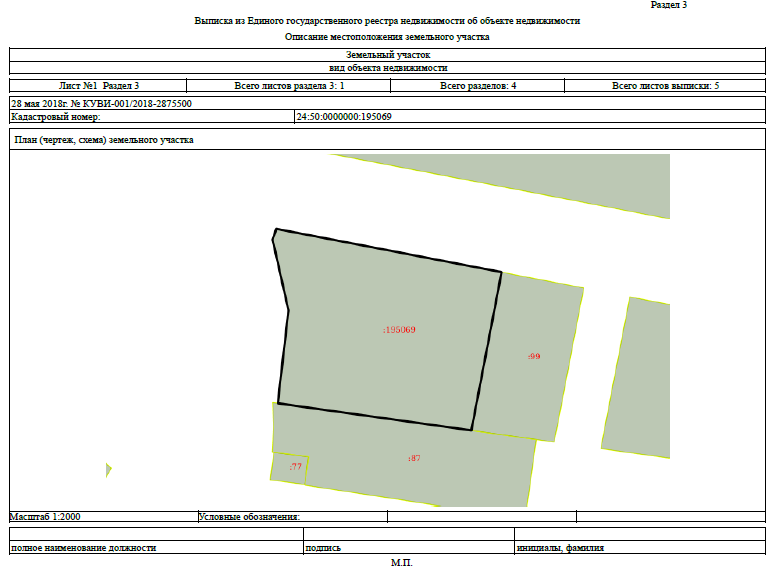 Раздел 3
Выписка из Единого государственного реестра недвижимости об объекте недвижимости
Описание местоположения земельного участка
Земельный участок
вид объекта недвижимости
Лист №1 Раздел 3 Всего листов раздела 3: 1 Всего разделов: 4 Всего листов выписки: 5
28 мая 2018г. № КУВИ-001/2018-2875500
Кадастровый номер: 24:50:0000000:195069
План (чертеж, схема) земельного участка
:195069
:99
:87
:77
Масштаб 1:2000 Условные обозначения:
полное наименование должности подпись инициалы, фамилия
М.П.